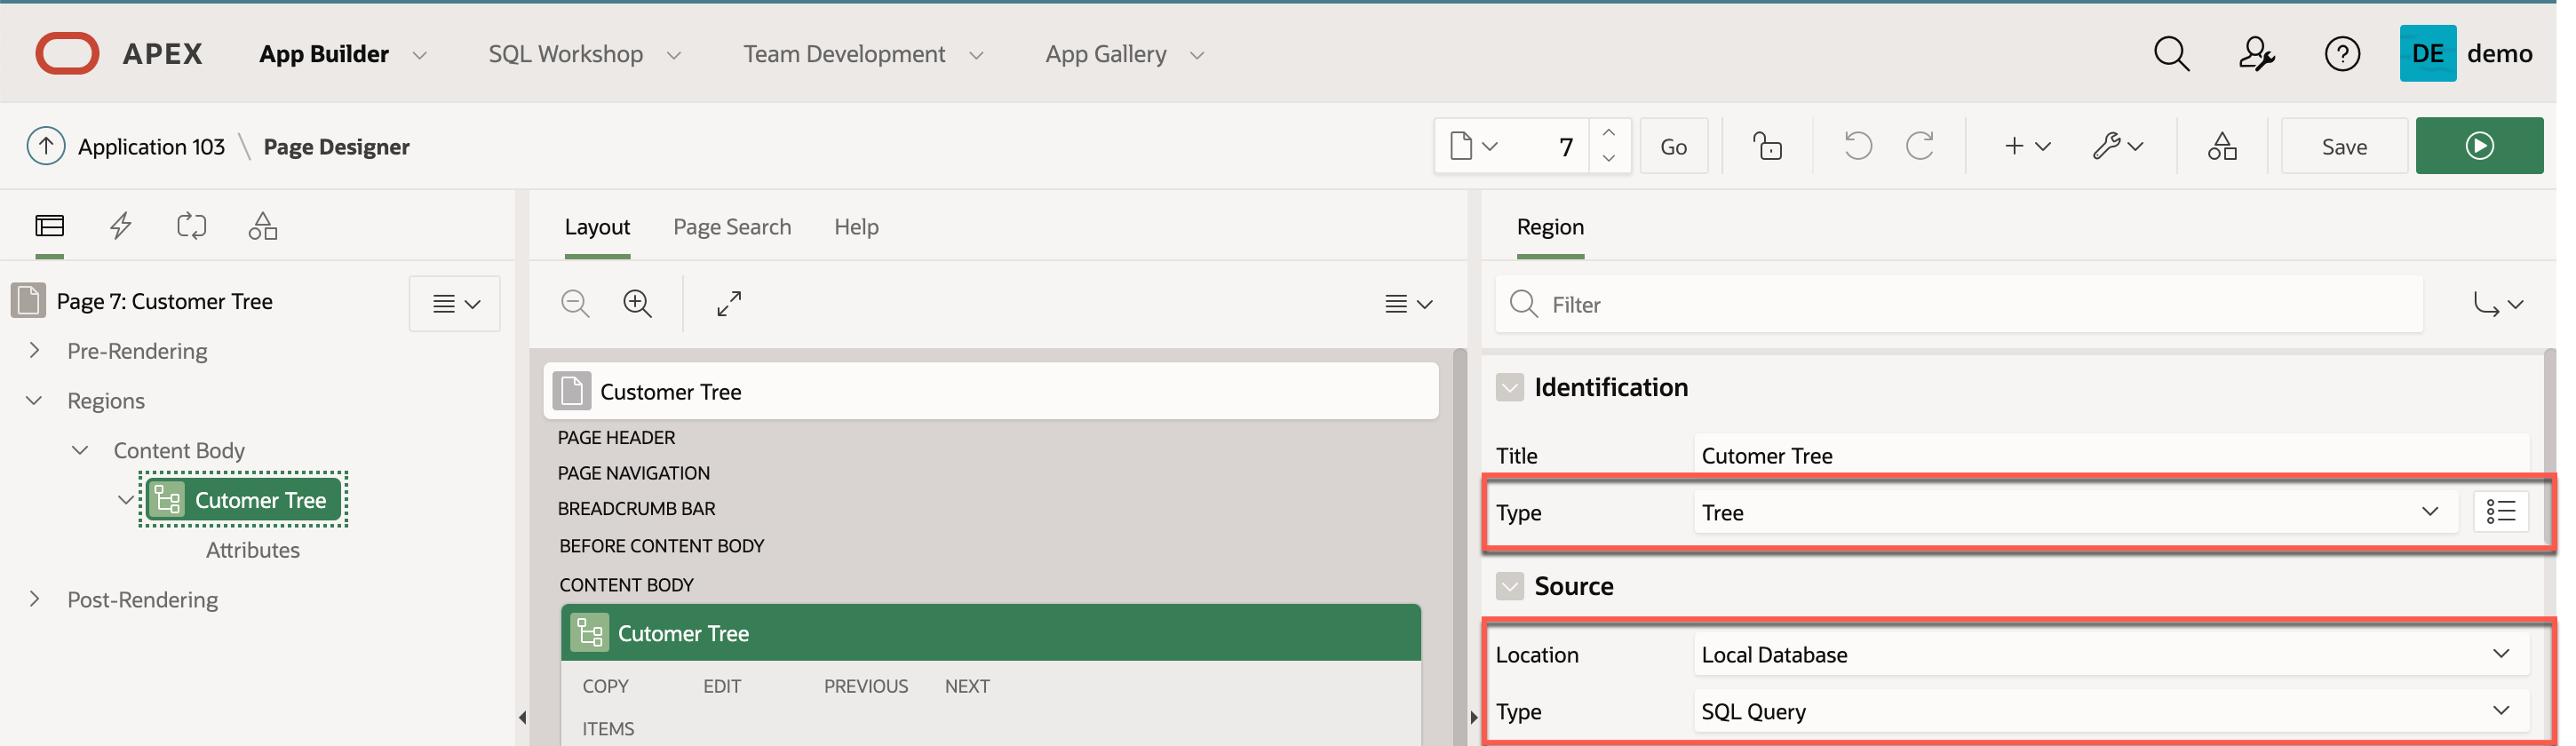 APEX App Builder SQL Workshop Team Development App Gallery DE demo
Application 103 \ Page Designer 7 Go Save
Layout Page Search Help
Region
Page 7: Customer Tree
Pre-Rendering
Regions
Content Body
Cutomer Tree
Attributes
Post-Rendering
Customer Tree
PAGE HEADER
PAGE NAVIGATION
BREADCRUMB BAR
BEFORE CONTENT BODY
CONTENT BODY
Cutomer Tree
COPY EDIT PREVIOUS NEXT
ITEMS
Filter
Identification
Title Cutomer Tree
Type Tree
Source
Location Local Database
Type SQL Query